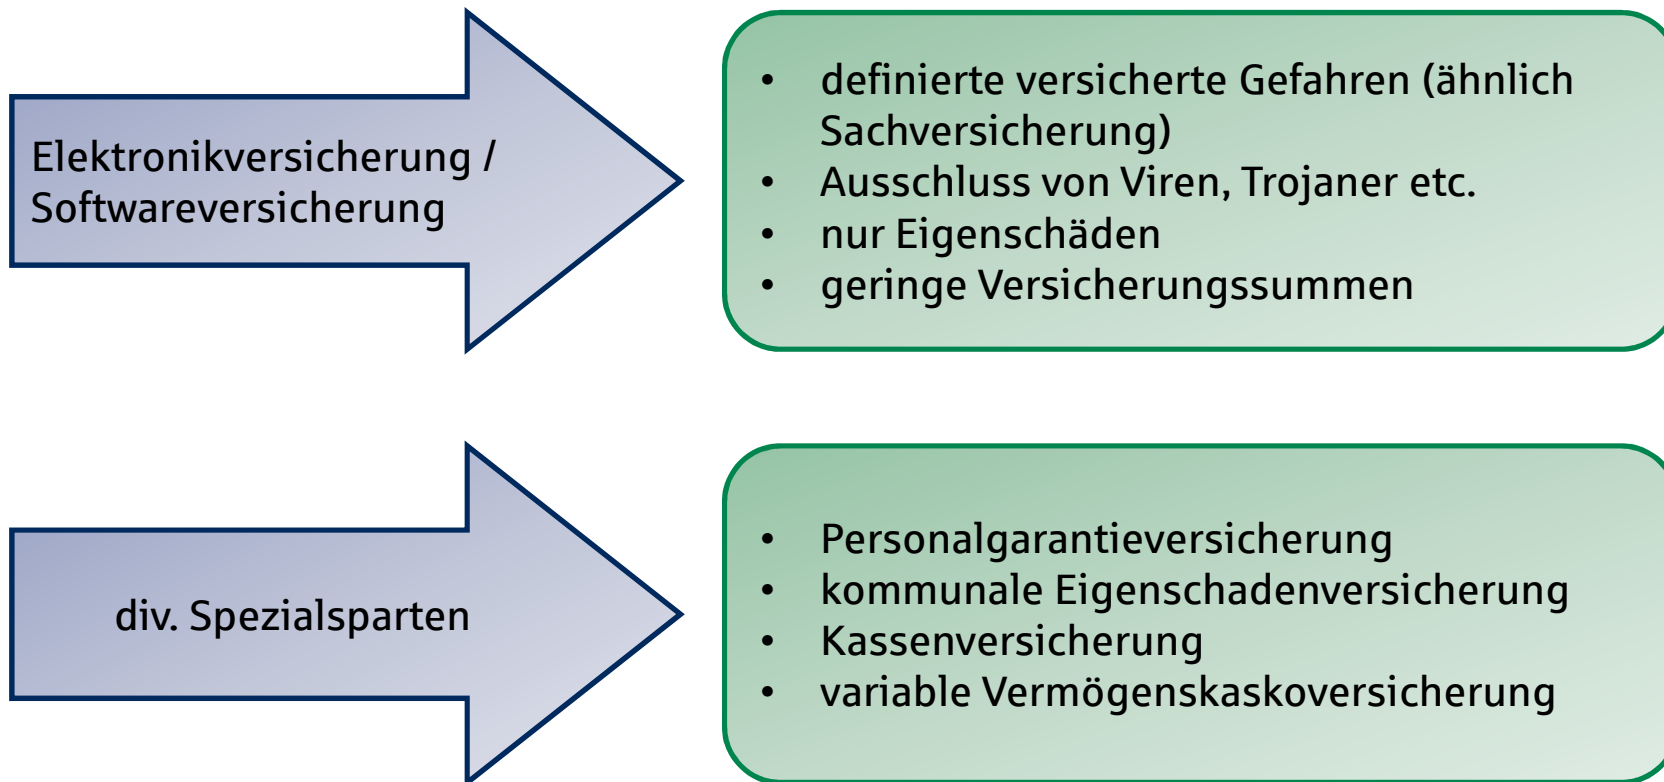 Elektronikversicherung /
Softwareversicherung
• definierte versicherte Gefahren (ähnlich
Sachversicherung)
• Ausschluss von Viren, Trojaner etc.
• nur Eigenschäden
• geringe Versicherungssummen
div. Spezialsparten
• Personalgarantieversicherung
• kommunale Eigenschadenversicherung
• Kassenversicherung
• variable Vermögenskaskoversicherung